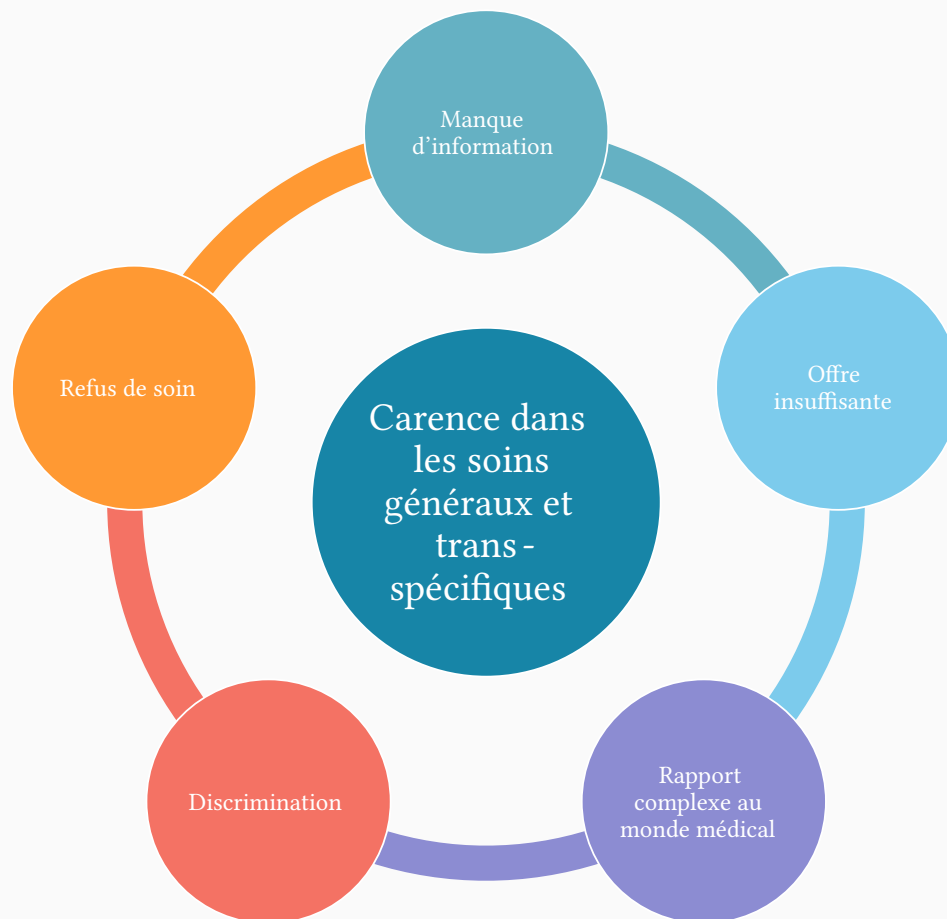 Manque
d’information
Offre
insuffisante
Refus de soin
Carence dans
les soins
généraux et
trans-
spécifiques
Rapport
complexe au
monde médical
Discrimination